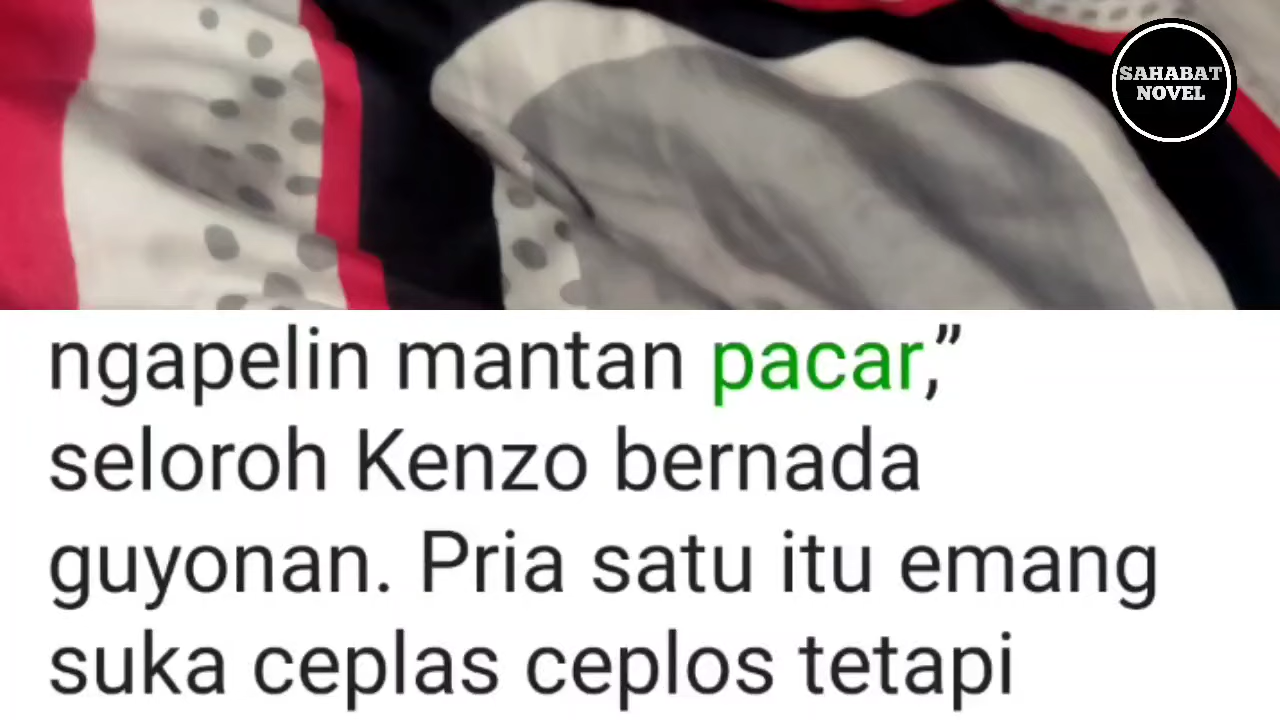 SAHABAT
NOVEL
ngapelin mantan pacar,”
seloroh Kenzo bernada
guyonan. Pria satu itu emang
suka ceplas ceplos tetapi